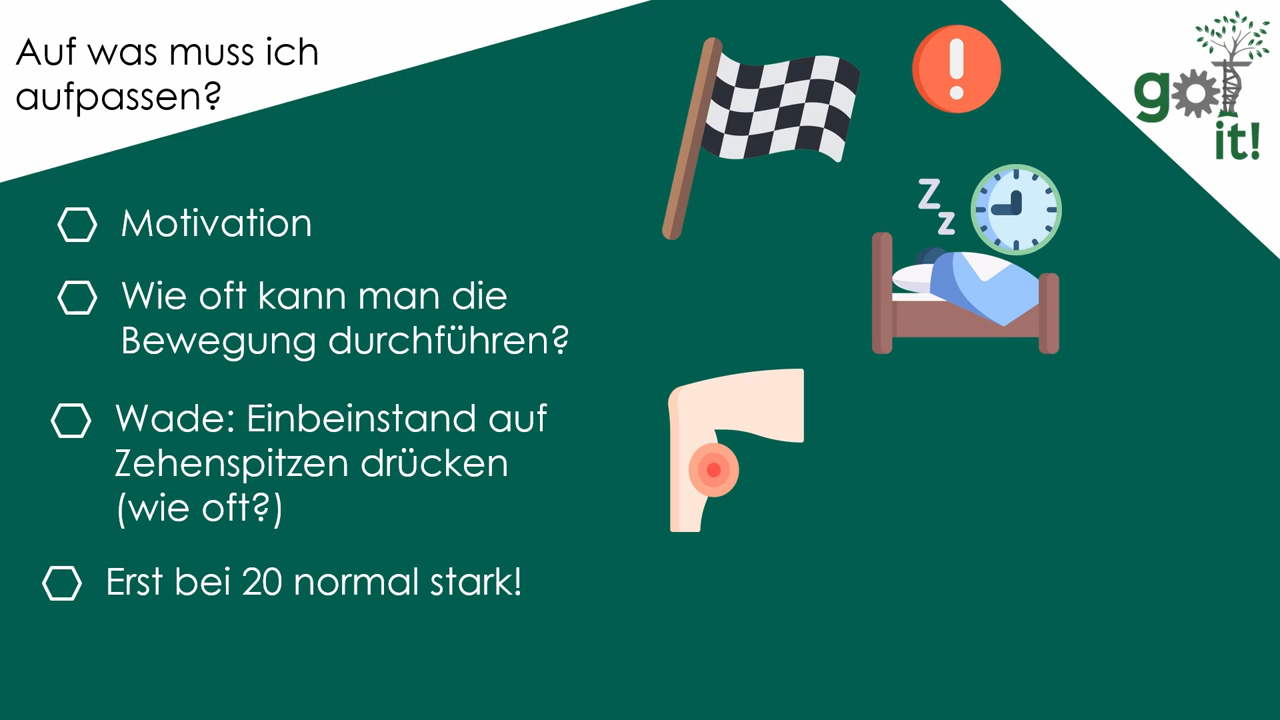 Auf was muss ich
aufpassen?
go
it!
Motivation
Wie oft kann man die
Bewegung durchführen?
Wade: Einbeinstand auf
Zehenspitzen drücken
(wie oft?)
Erst bei 20 normal stark!
Z
z